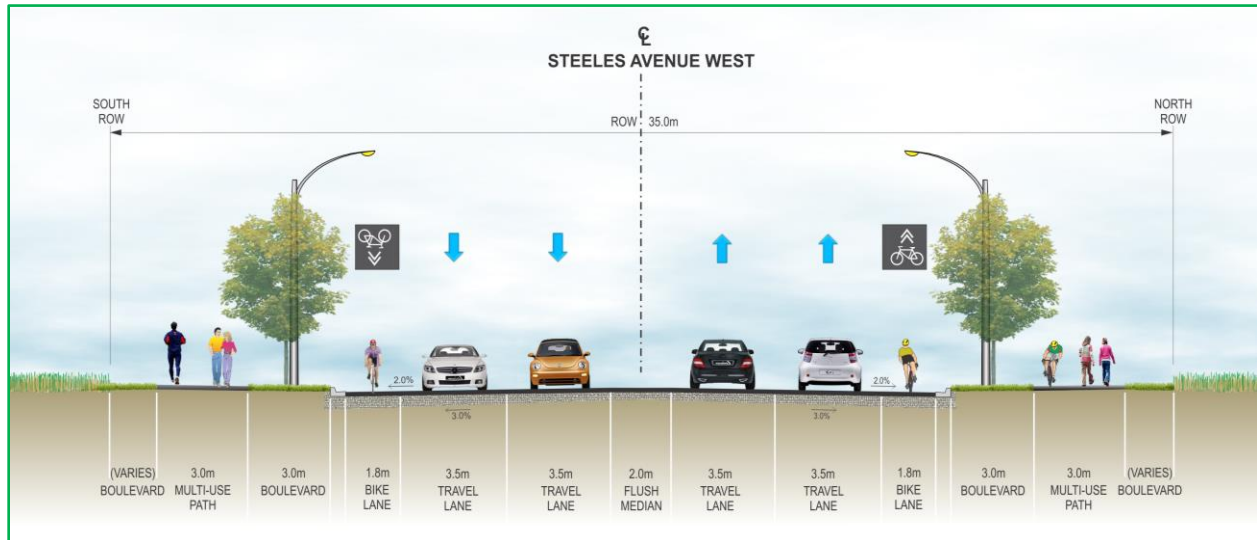 ℄
STEELES AVENUE WEST
SOUTH
ROW
NORTH
ROW
ROW 35.0m
2.0%
2.0%
3.0%
3.0%
(VARIES)
BOULEVARD
3.0m
MULTI-USE
PATH
3.0m
BOULEVARD
1.8m
BIKE
LANE
3.5m
TRAVEL
LANE
3.5m
TRAVEL
LANE
2.0m
FLUSH
MEDIAN
3.5m
TRAVEL
LANE
3.5m
TRAVEL
LANE
1.8m
BIKE
LANE
3.0m
BOULEVARD
3.0m
MULTI-USE
PATH
(VARIES)
BOULEVARD